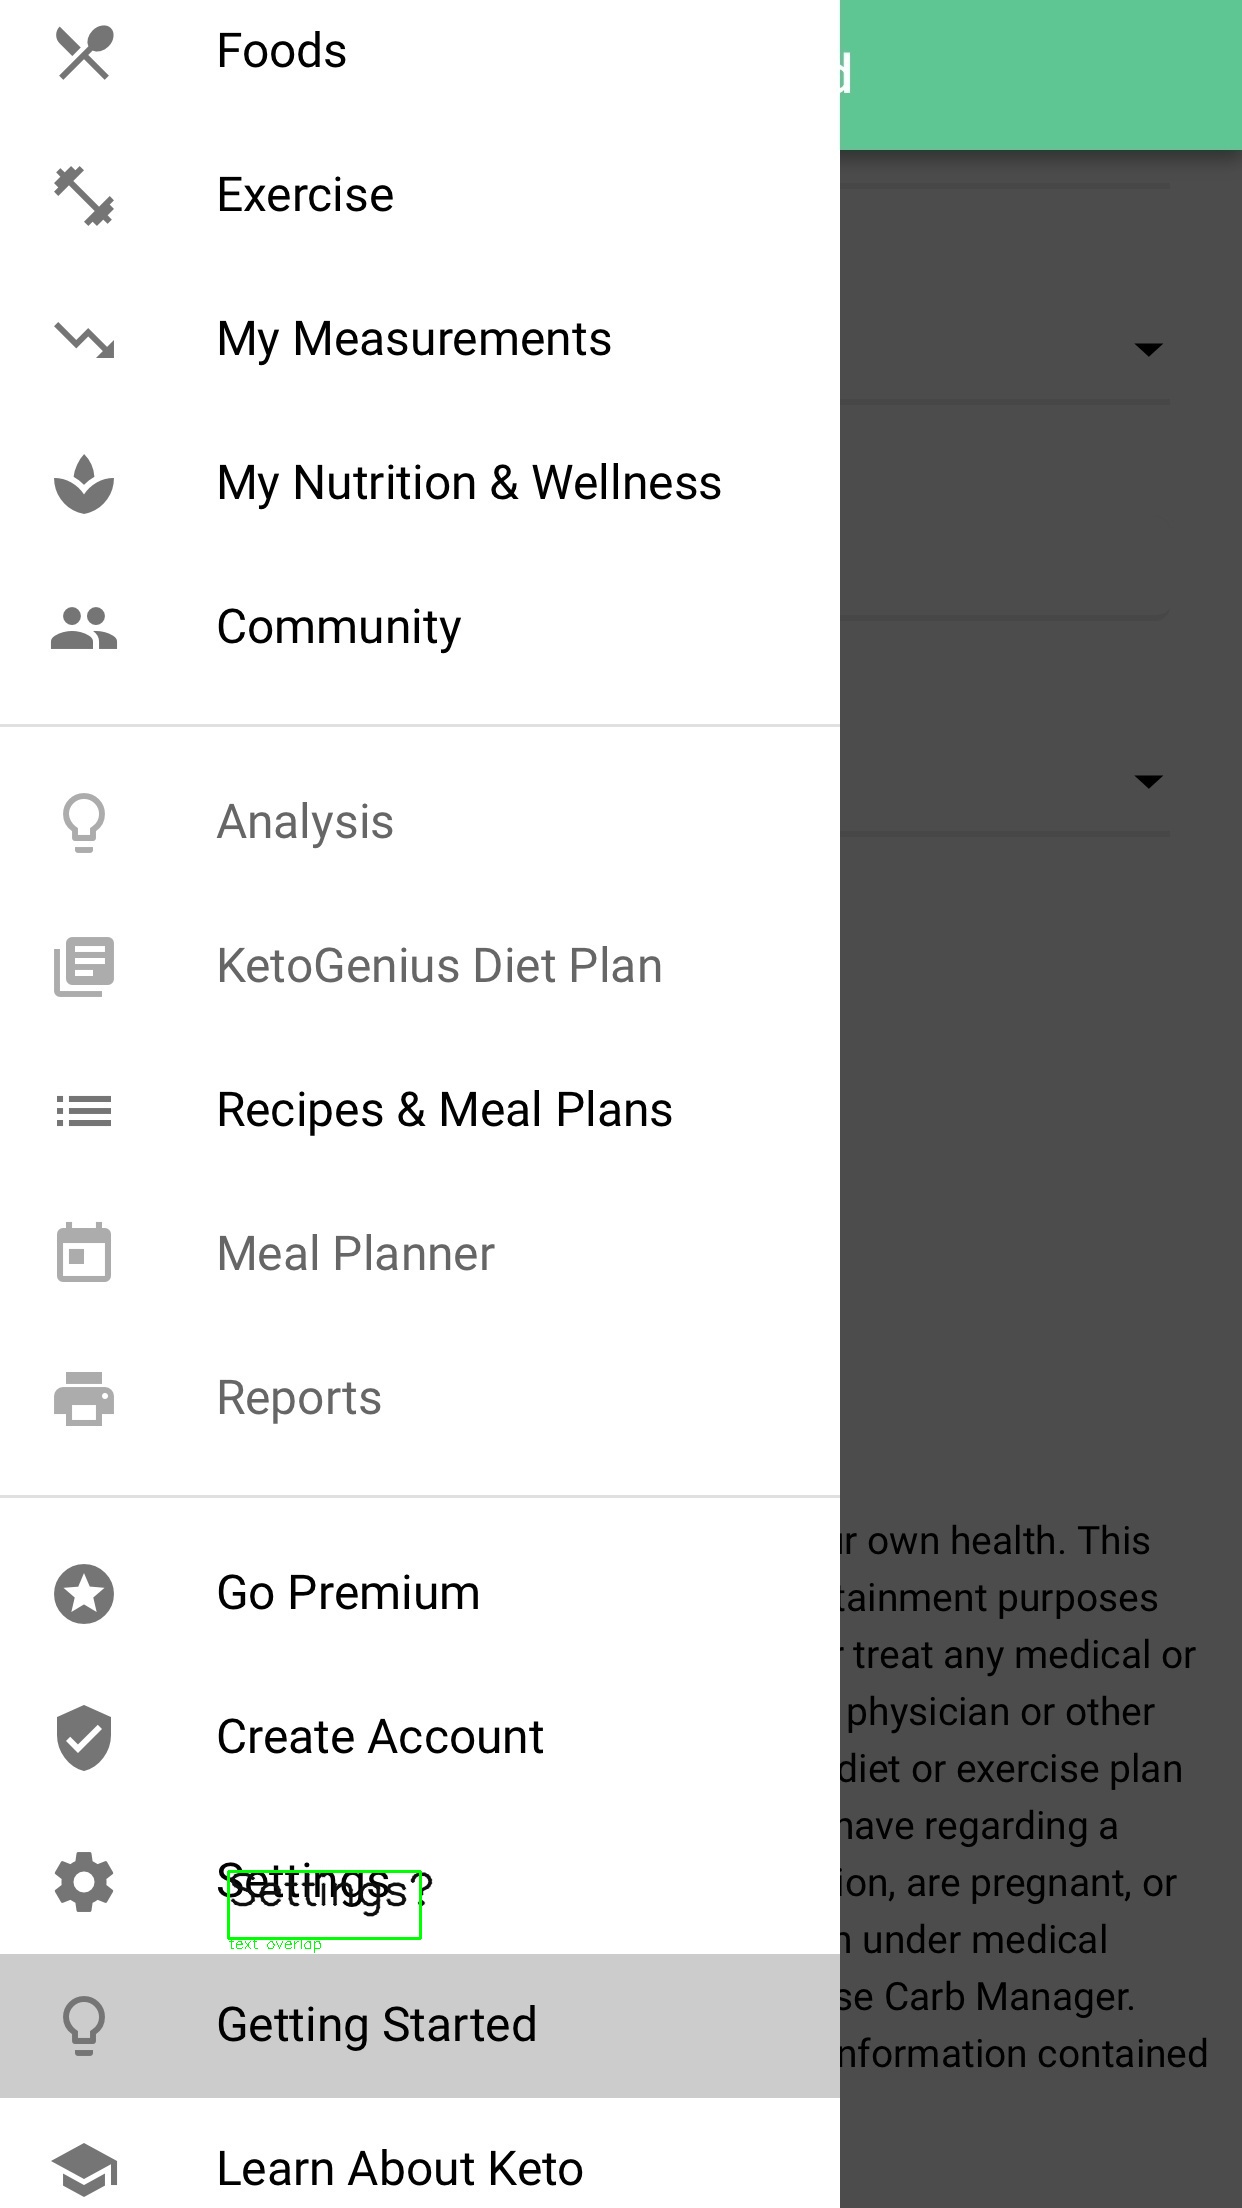 d
Foods
Exercise
My Measurements
My Nutrition & Wellness
Community
Analysis
KetoGenius Diet Plan
Recipes & Meal Plans
Meal Planner
Reports
Go Premium
Create Account
Settings
Settings?
text overlap
Getting Started
Learn About Keto
own health. This
tainment purposes
treat any medical or
physician or other
diet or exercise plan
have regarding a
ion, are pregnant, or
under medical
se Carb Manager.
nformation contained